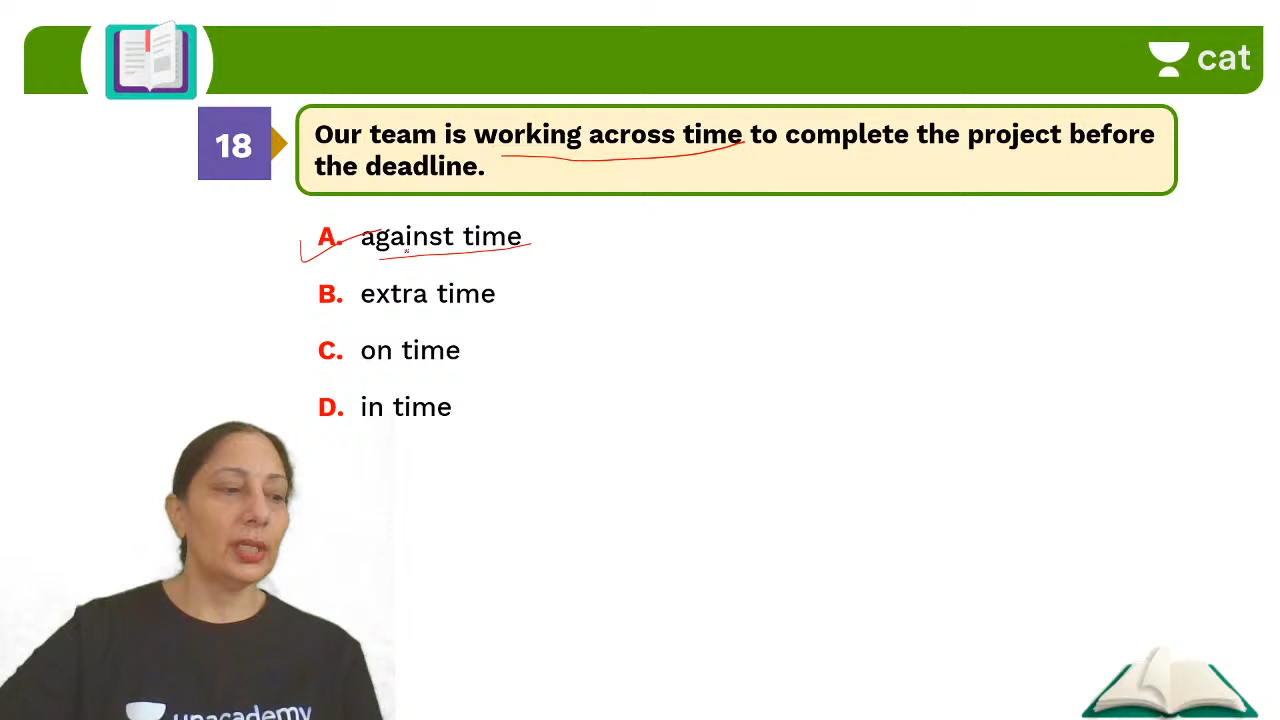 cat
18
Our team is working across time to complete the project before
the deadline.
A. against time
B. extra time
C. on time
D. in time
unacademy